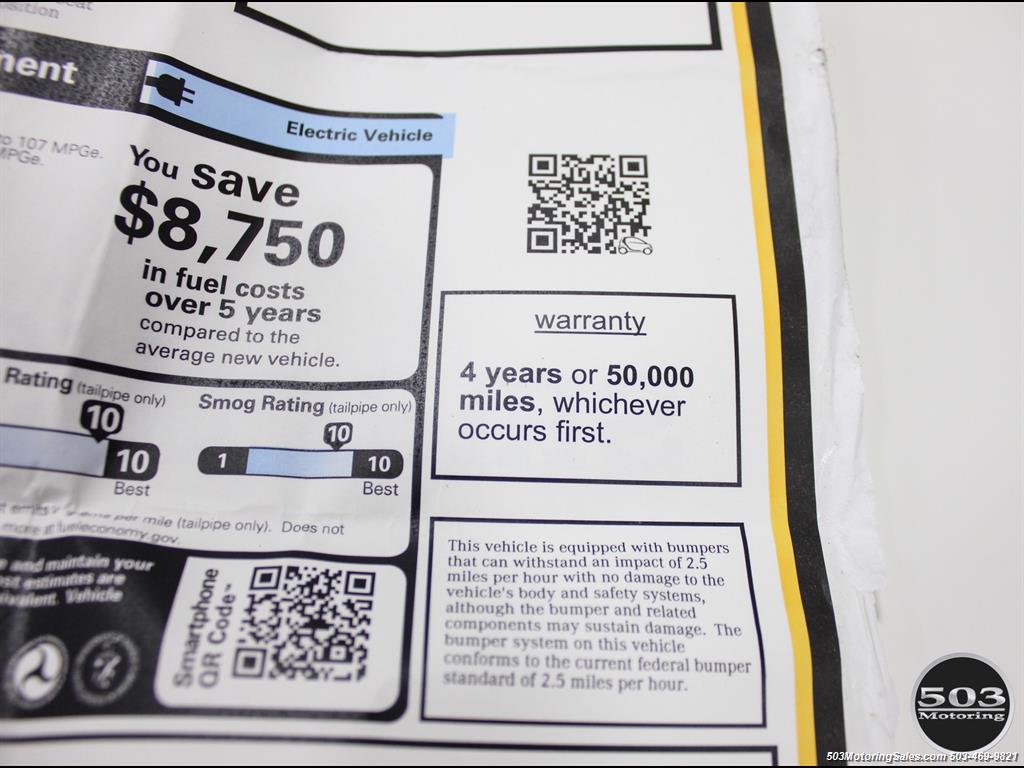 sition
ment
Electric Vehicle
to 107 MPGe.
MPGe.
You save
$8,750
in fuel costs
over 5 years
compared to the
average new vehicle.
Rating (tailpipe only)
10
10
Best
Smog Rating (tailpipe only)
10
1
10
Best
per mile (tailpipe only). Does not
more at fueleconomy.gov.
and maintain your
estimates are
Vehicle
Smartphone
QR Code™
warranty
4 years or 50,000
miles, whichever
occurs first.
This vehicle is equipped with bumpers
that can withstand an impact of 2.5
miles per hour with no damage to the
vehicle's body and safety systems,
although the bumper and related
components may sustain damage. The
bumper system on this vehicle
conforms to the current federal bumper
standard of 2.5 miles per hour.
503
Motoring
503MotoringSales.com 503-469-9821